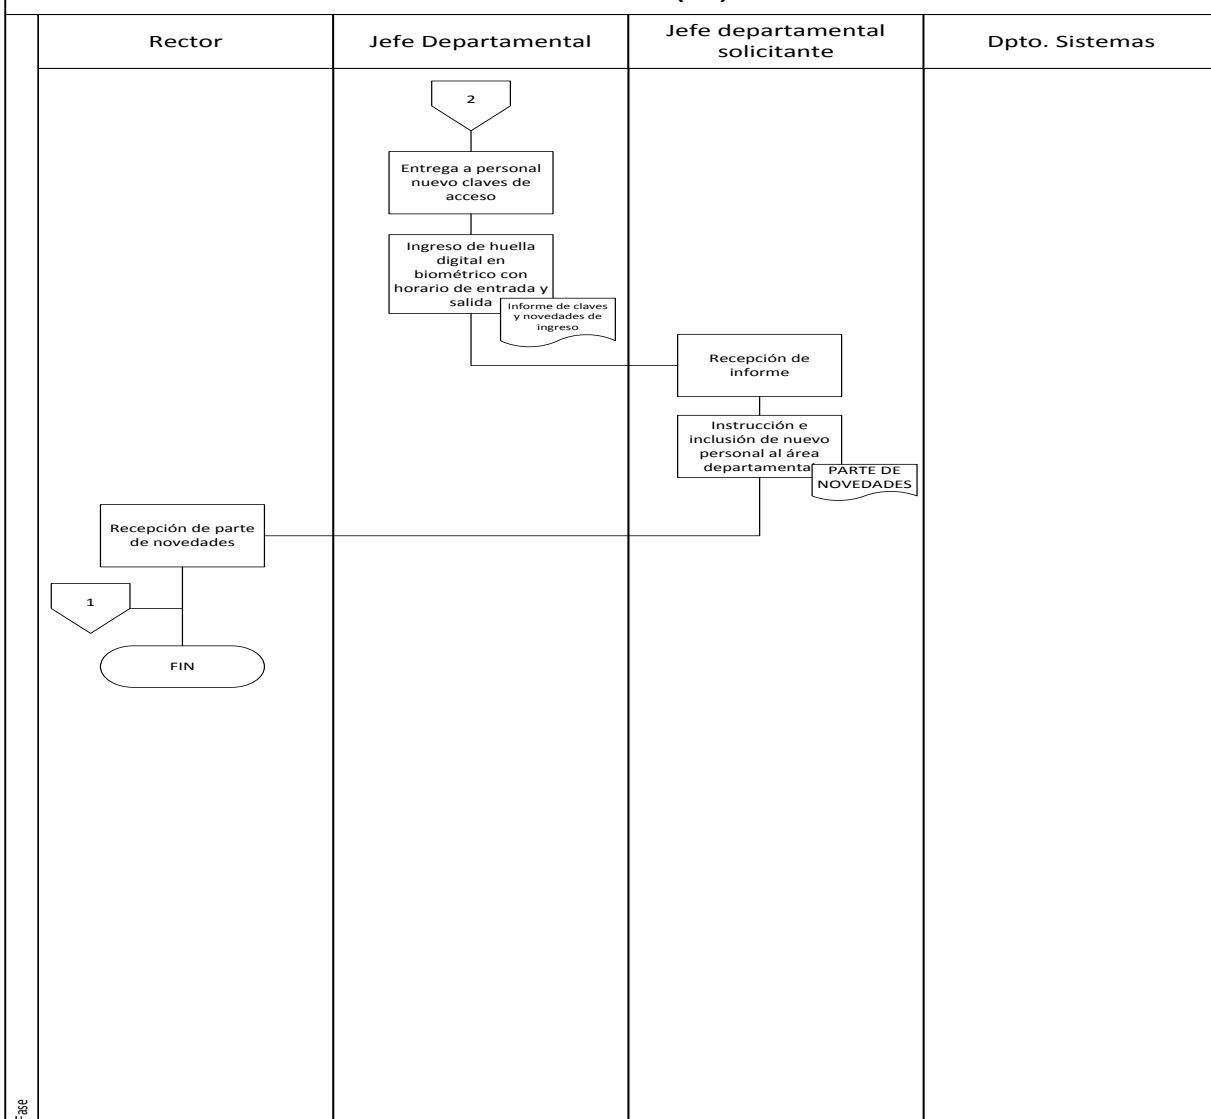 Rector
Jefe Departamental
Jefe departamental
solicitante
Dpto. Sistemas
2
Entrega a personal
nuevo claves de
acceso
Ingreso de huella
digital en
biométrico con
horario de entrada y
salida
Informe de claves
y novedades de
ingreso
Recepción de
informe
Instrucción e
inclusión de nuevo
personal al área
departamental
PARTE DE
NOVEDADES
Recepción de parte
de novedades
1
FIN
Fase